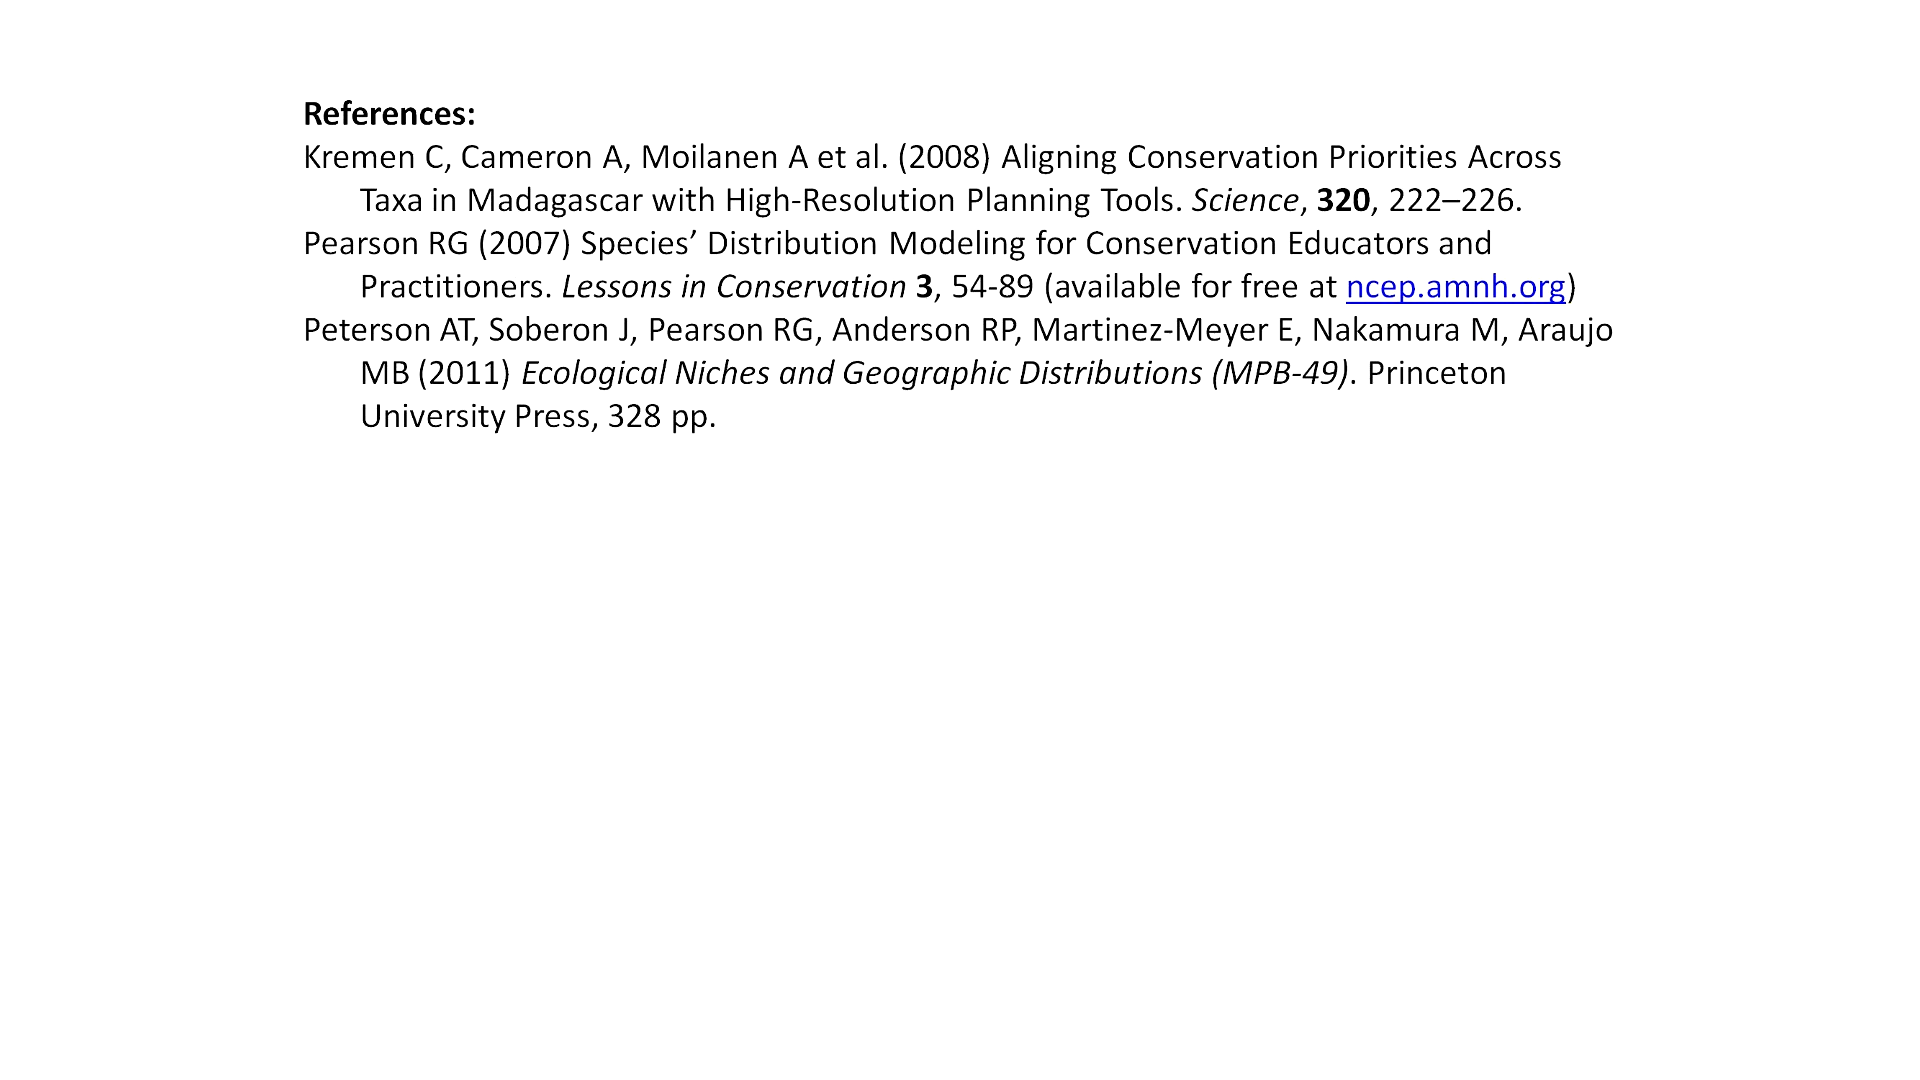 References:
Kremen C, Cameron A, Moilanen A et al. (2008) Aligning Conservation Priorities Across
Taxa in Madagascar with High-Resolution Planning Tools. Science, 320, 222–226.
Pearson RG (2007) Species’ Distribution Modeling for Conservation Educators and
Practitioners. Lessons in Conservation 3, 54-89 (available for free at ncep.amnh.org)
Peterson AT, Soberon J, Pearson RG, Anderson RP, Martinez-Meyer E, Nakamura M, Araujo
MB (2011) Ecological Niches and Geographic Distributions (MPB-49). Princeton
University Press, 328 pp.